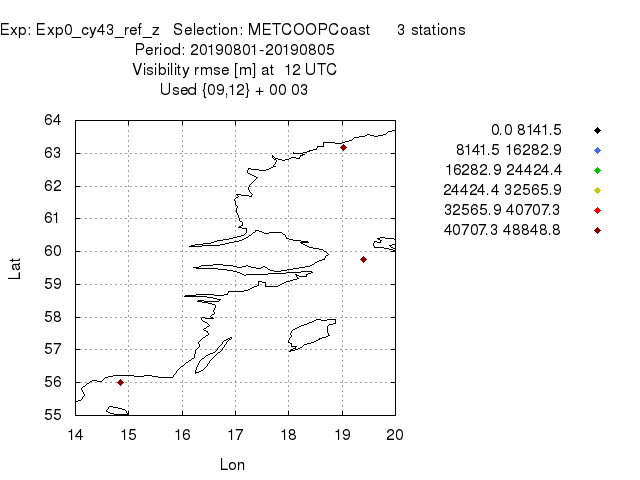 Exp: Exp0_cy43_ref_z   Selection: METCOOPCoast      3 stations
Period: 20190801-20190805
Visibility rmse [m] at  12 UTC
Used {09,12} + 00 03
0.0 8141.5
8141.5 16282.9
16282.9 24424.4
24424.4 32565.9
32565.9 40707.3
40707.3 48848.8
64
63
62
61
60
59
58
57
56
55
Lat
14 15 16 17 18 19 20
Lon